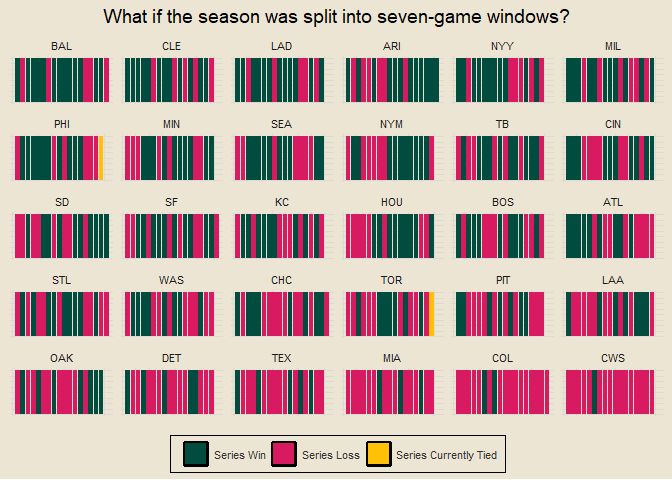 What if the season was split into seven-game windows?
BAL CLE LAD ARI NYY MIL
PHI MIN SEA NYM TB CIN
SD SF KC HOU BOS ATL
STL WAS CHC TOR PIT LAA
OAK DET TEX MIA COL CWS
Series Win Series Loss Series Currently Tied